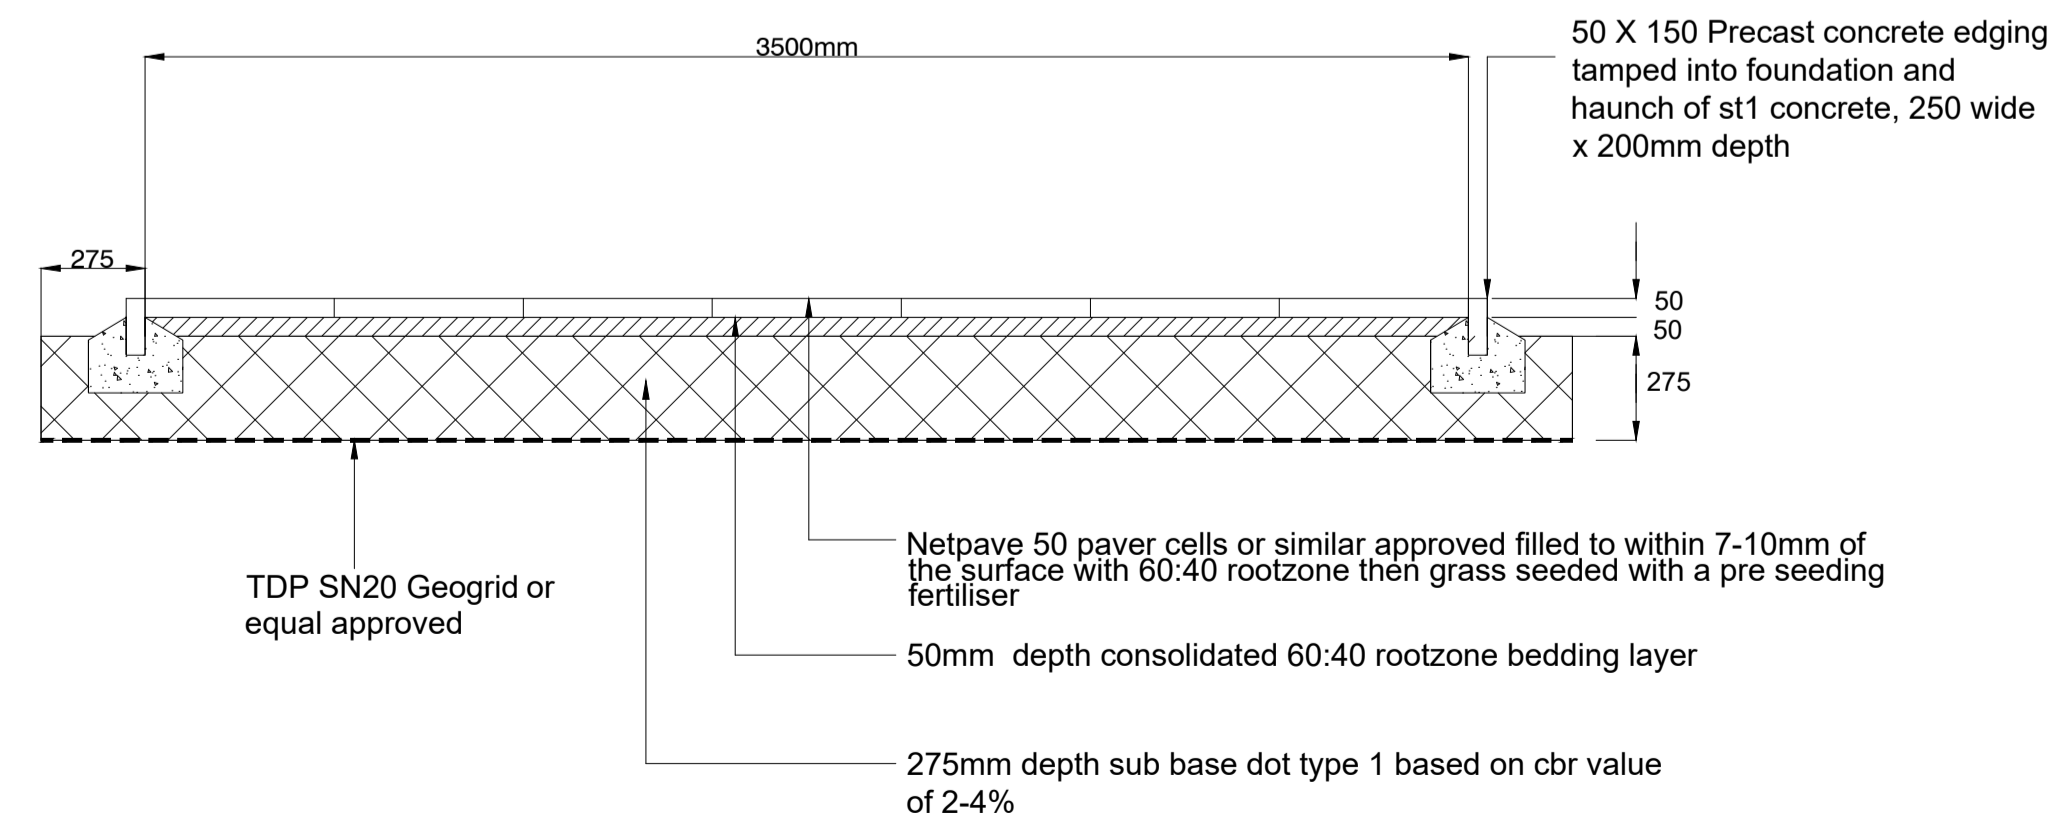 3500mm
50 X 150 Precast concrete edging
tamped into foundation and
haunch of st1 concrete, 250 wide
x 200mm depth
275
50
50
275
TDP SN20 Geogrid or
equal approved
Netpave 50 paver cells or similar approved filled to within 7-10mm of
the surface with 60:40 rootzone then grass seeded with a pre seeding
fertiliser
50mm depth consolidated 60:40 rootzone bedding layer
275mm depth sub base dot type 1 based on cbr value
of 2-4%